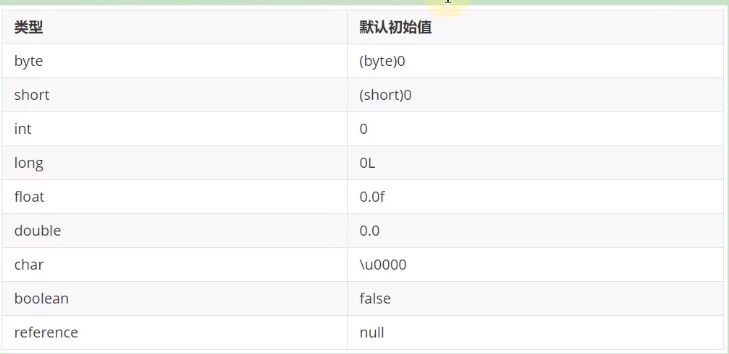 类型 默认初始值
byte (byte)0
short (short)0
int 0
long 0L
float 0.0f
double 0.0
char \u0000
boolean false
reference null